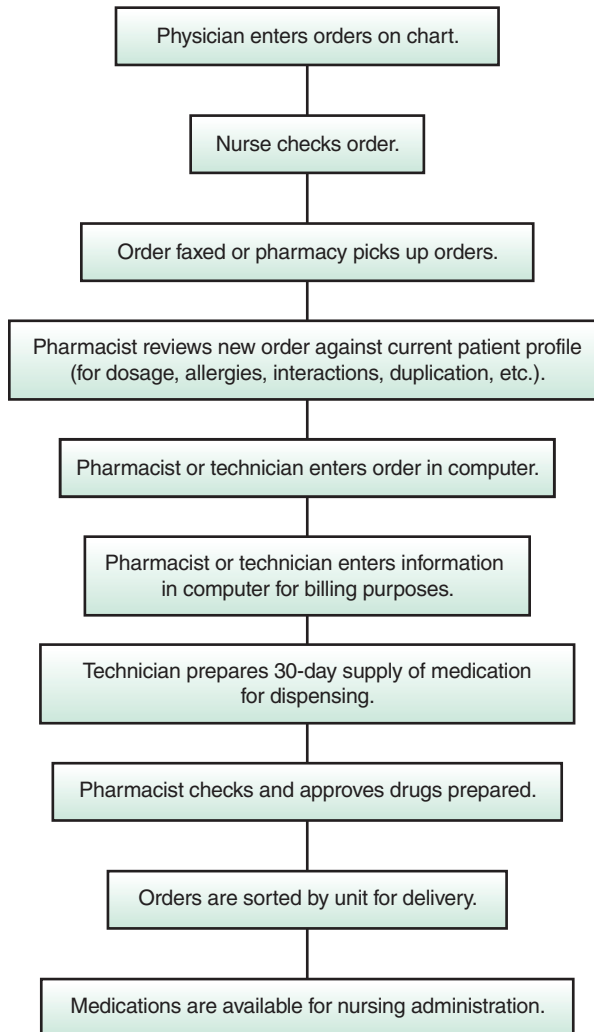 Physician enters orders on chart.
Nurse checks order.
Order faxed or pharmacy picks up orders.
Pharmacist reviews new order against current patient profile
(for dosage, allergies, interactions, duplication, etc.).
Pharmacist or technician enters order in computer.
Pharmacist or technician enters information
in computer for billing purposes.
Technician prepares 30-day supply of medication
for dispensing.
Pharmacist checks and approves drugs prepared.
Orders are sorted by unit for delivery.
Medications are available for nursing administration.